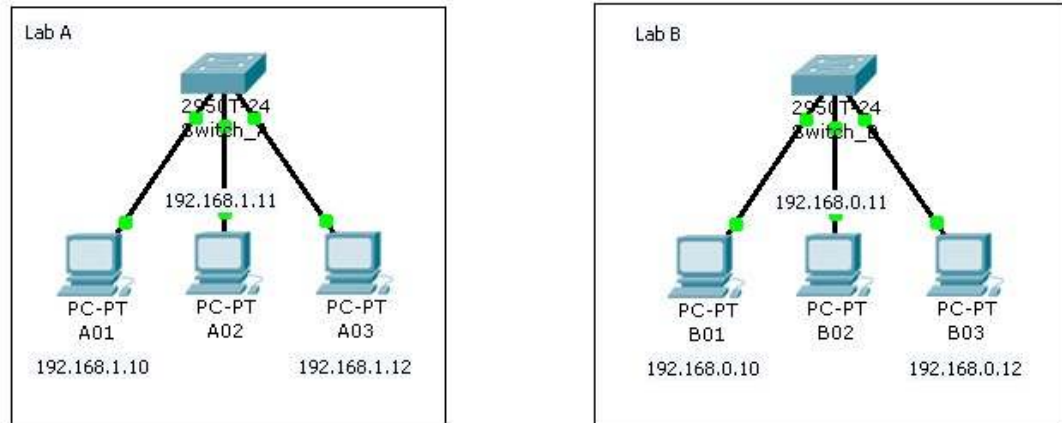 Lab A
2950T-24
Switch_A
192.168.1.11
PC-PT
A01
PC-PT
A02
PC-PT
A03
192.168.1.10
192.168.1.12
Lab B
2950T-24
Switch_B
192.168.0.11
PC-PT
B01
PC-PT
B02
PC-PT
B03
192.168.0.10
192.168.0.12